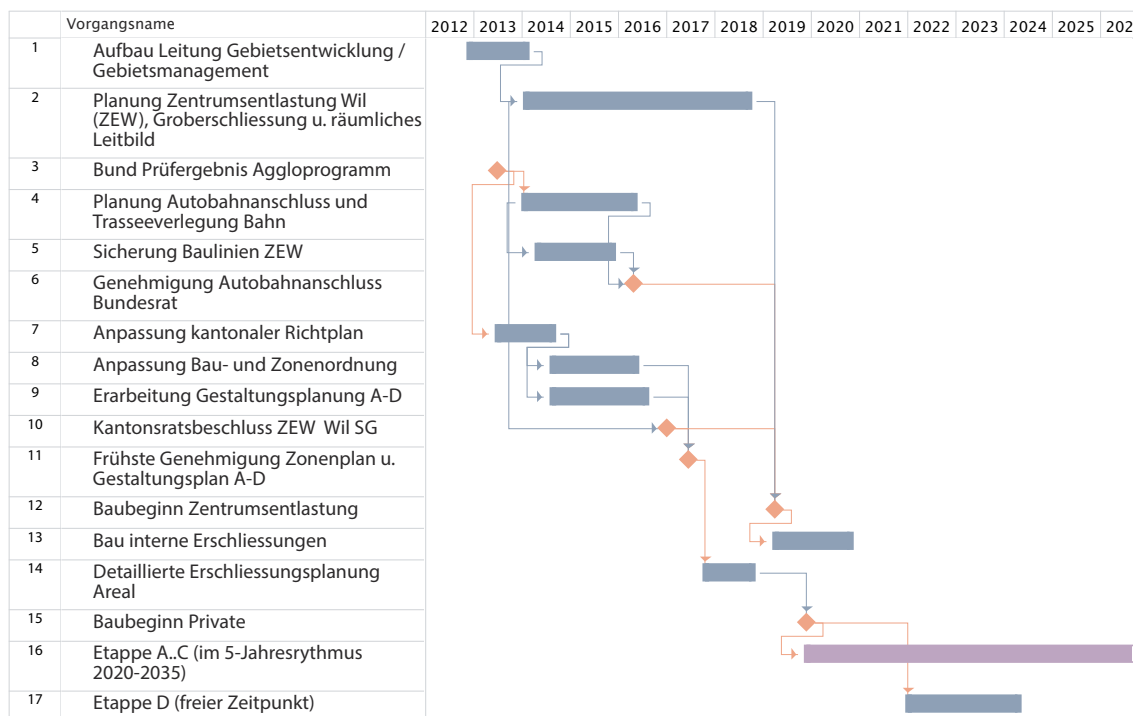 Vorgangsname 2012 2013 2014 2015 2016 2017 2018 2019 2020 2021 2022 2023 2024 2025 202
1 Aufbau Leitung Gebietsentwicklung /
Gebietsmanagement
2 Planung Zentrumsentlastung Wil
(ZEW), Groberschliessung u. räumliches
Leitbild
3 Bund Prüfergebnis Aggloprogramm
4 Planung Autobahnanschluss und
Trasseeverlegung Bahn
5 Sicherung Baulinien ZEW
6 Genehmigung Autobahnanschluss
Bundesrat
7 Anpassung kantonaler Richtplan
8 Anpassung Bau- und Zonenordnung
9 Erarbeitung Gestaltungsplanung A-D
10 Kantonsratsbeschluss ZEW Wil SG
11 Frühste Genehmigung Zonenplan u.
Gestaltungsplan A-D
12 Baubeginn Zentrumsentlastung
13 Bau interne Erschliessungen
14 Detaillierte Erschliessungsplanung
Areal
15 Baubeginn Private
16 Etappe A..C (im 5-Jahresrythmus
2020-2035)
17 Etappe D (freier Zeitpunkt)